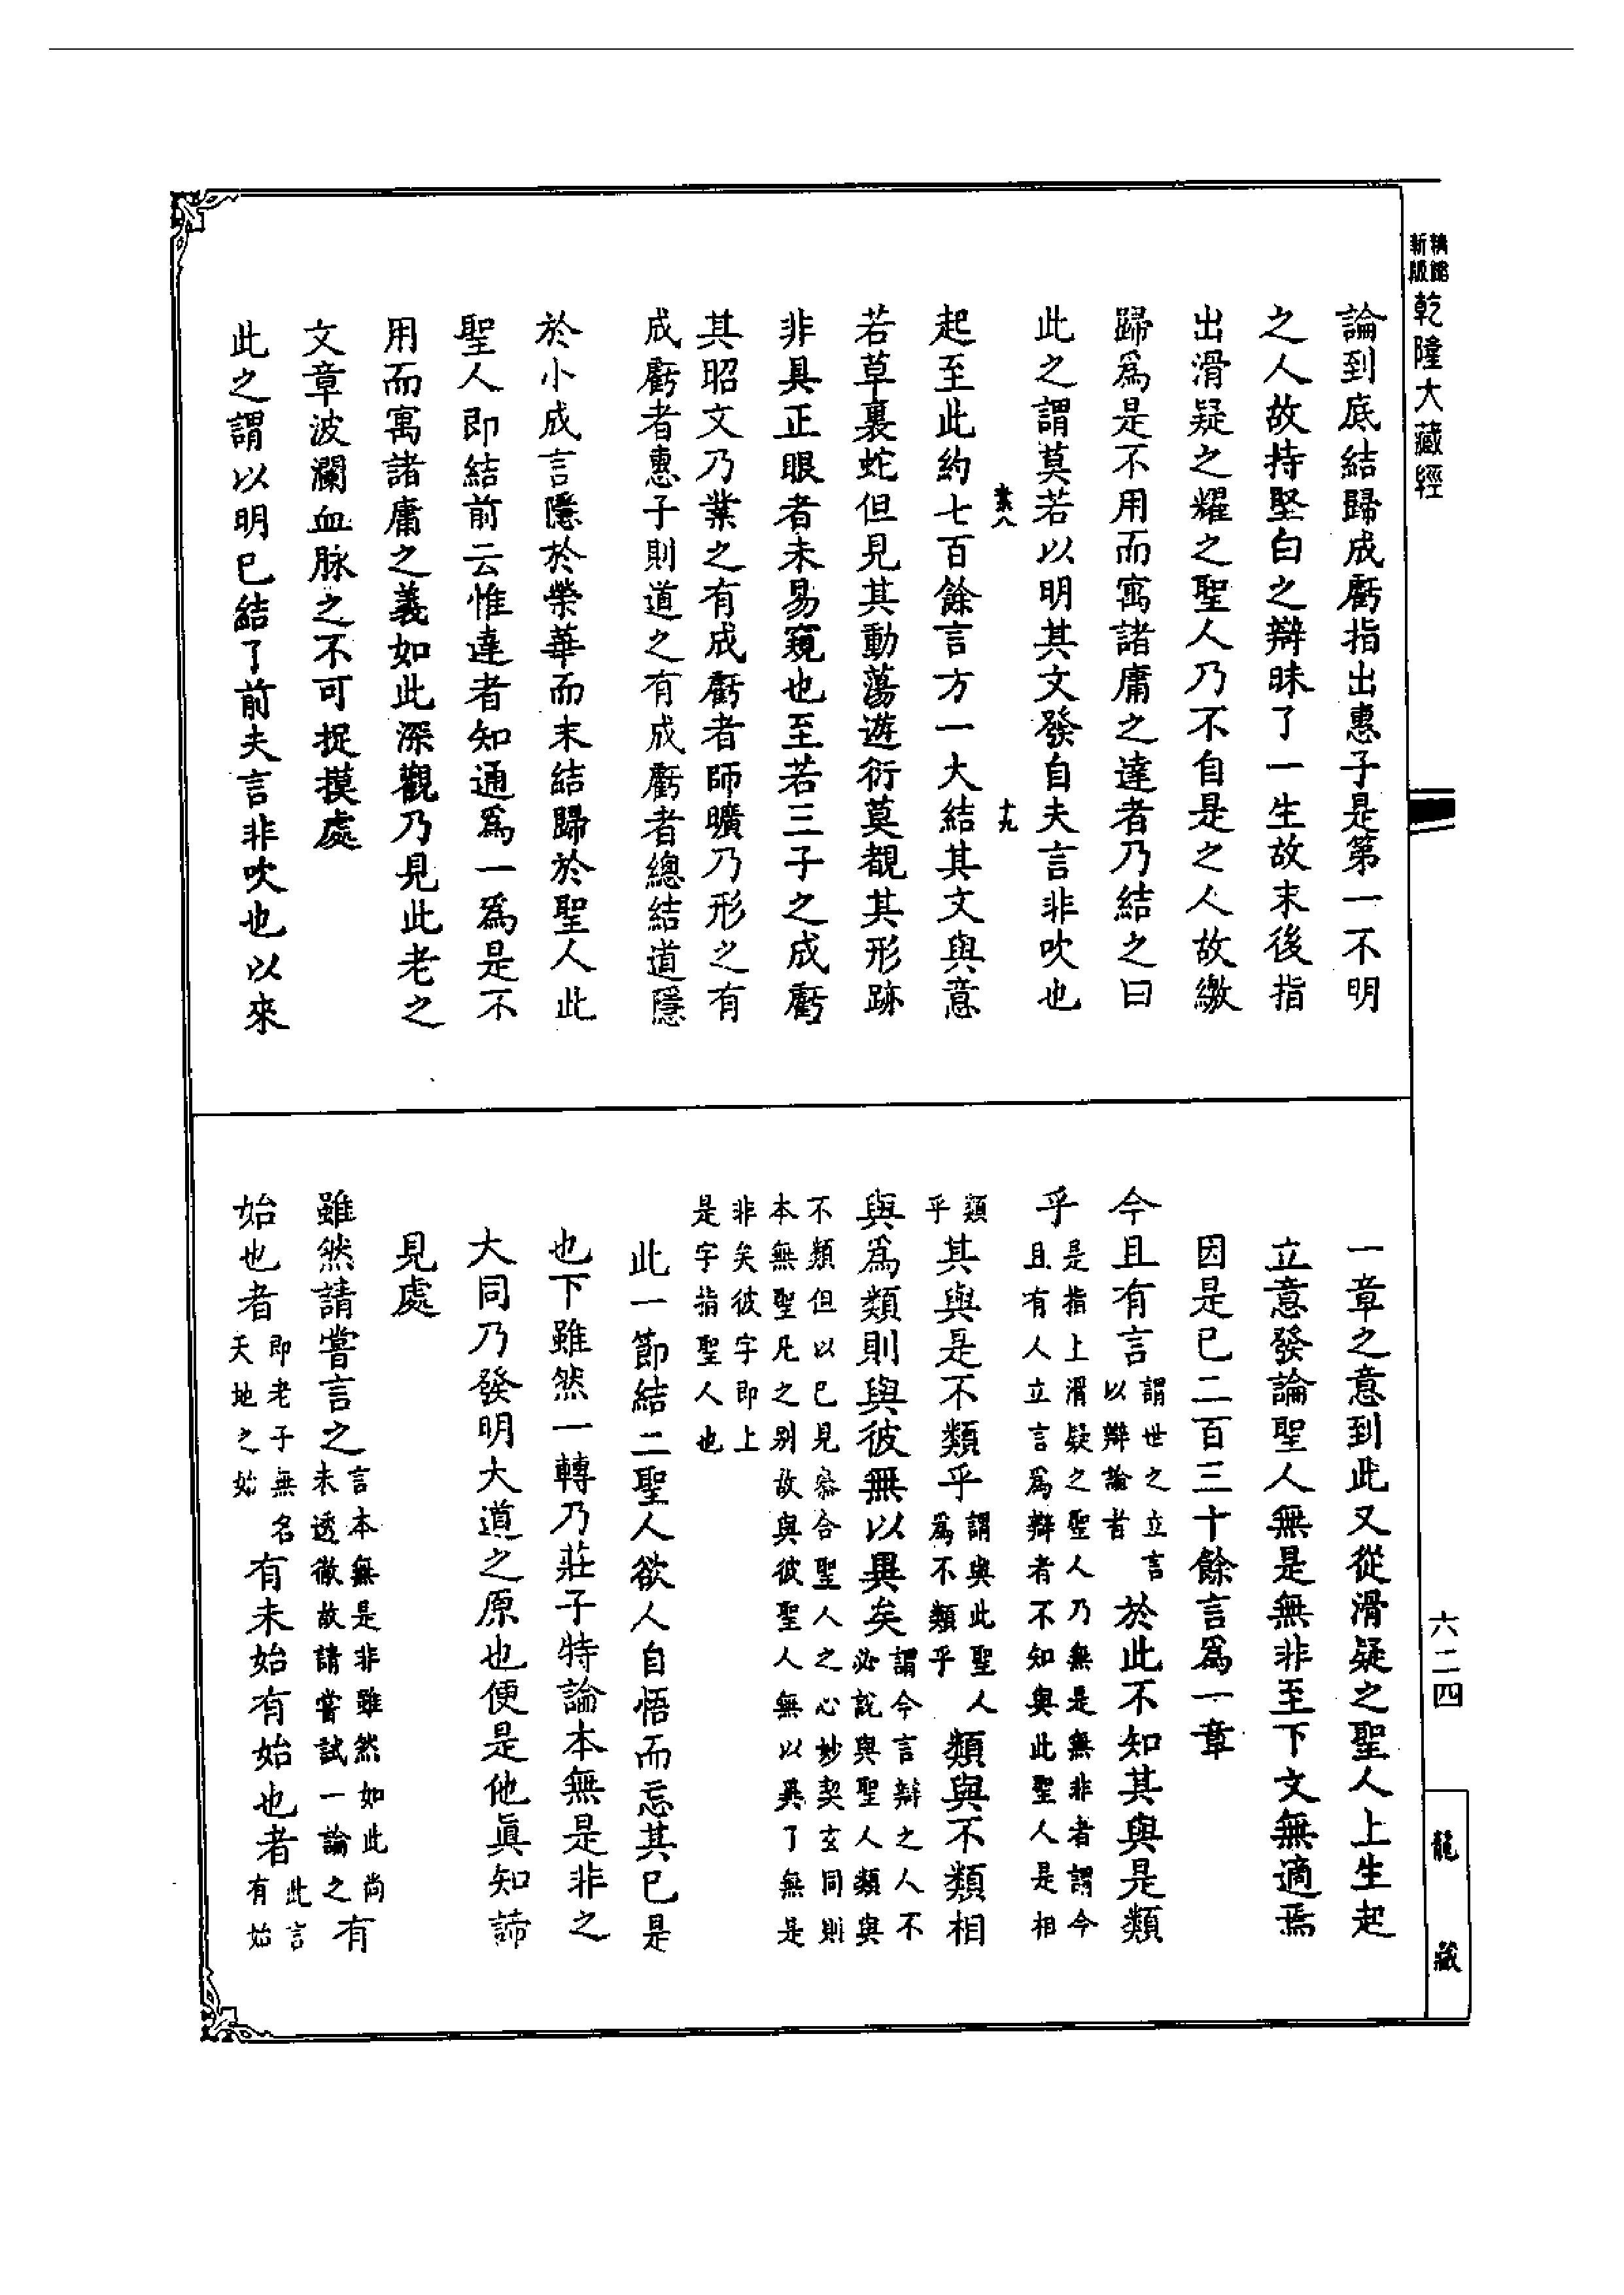 新版
精縮
乾隆大藏經
論到底結歸成虧指出惠子是第一不明
之人故持堅白之辯昧了一生故末後指
出滑疑之耀之聖人乃不自是之人故繳
歸爲是不用而寓諸庸之達者乃結之曰
此之謂莫若以明其文發自夫言非吹也
十九
起至此約七百餘言方一大結其文與意
若草裏蛇但見其動蕩遊衍莫覩其形跡
非具正眼者未易窺也至若三子之成虧
其昭文乃業之有成虧者師曠乃形之有
成虧者惠子則道之有成虧者總結道隱
於小成言隱於榮華而末結歸於聖人此
聖人即結前云惟達者知通爲一爲是不
用而寓諸庸之義如此深觀乃見此老之
文章波瀾血脉之不可捉摸處
此之謂以明巳結了前夫言非吹也以來
一章之意到此又從滑疑之聖人上生起
立意發論聖人無是無非至下文無適焉
因是已二百三十餘言爲一章
今且有言謂世之立言以辯論者於此不知其與是類
乎是指上滑疑之聖人乃無是無非者謂今且有人立言爲辯者不知與此聖人是相
類乎其與是不類乎謂與此聖人爲不類乎類與不類相
與爲類則與彼無以異矣謂今言辯之人不必說與聖人類與
不類但以巳見叅合聖人之心妙契玄同則本無聖凡之別故與彼聖人無以異了無是
非矣彼字即上是字指聖人也
此一節結二聖人欲人自悟而忘其巳是
也下雖然一轉乃莊子特論本無是非之
大同乃發明大道之原也便是他眞知諦
見處
雖然請嘗言之言本無是非雖然如此尚未透徹故請嘗試一論之有
始也者即老子無名天地之始有未始有始也者此言有始
六二四
龍藏